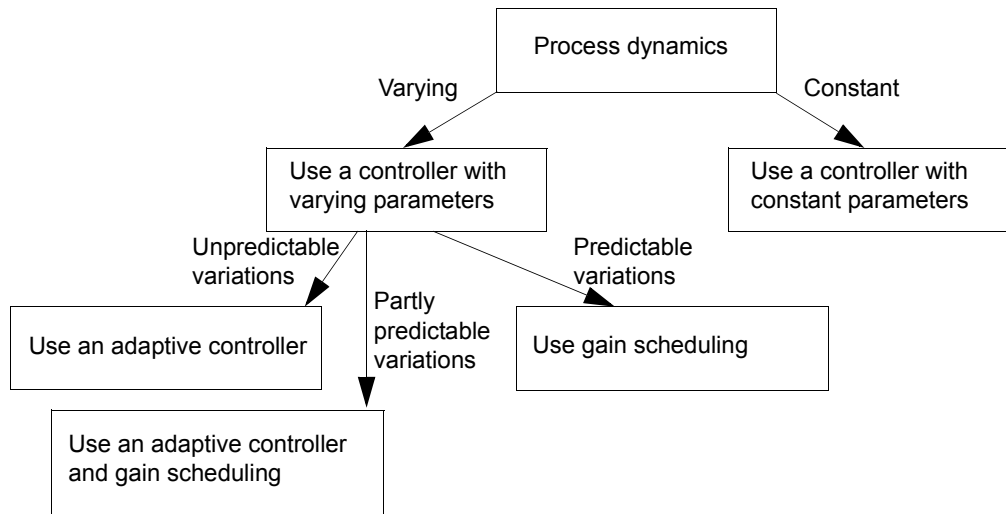 Process dynamics
Varying
Constant
Use a controller with
varying parameters
Use a controller with
constant parameters
Unpredictable
variations
Partly
predictable
variations
Predictable
variations
Use an adaptive controller
Use gain scheduling
Use an adaptive controller
and gain scheduling